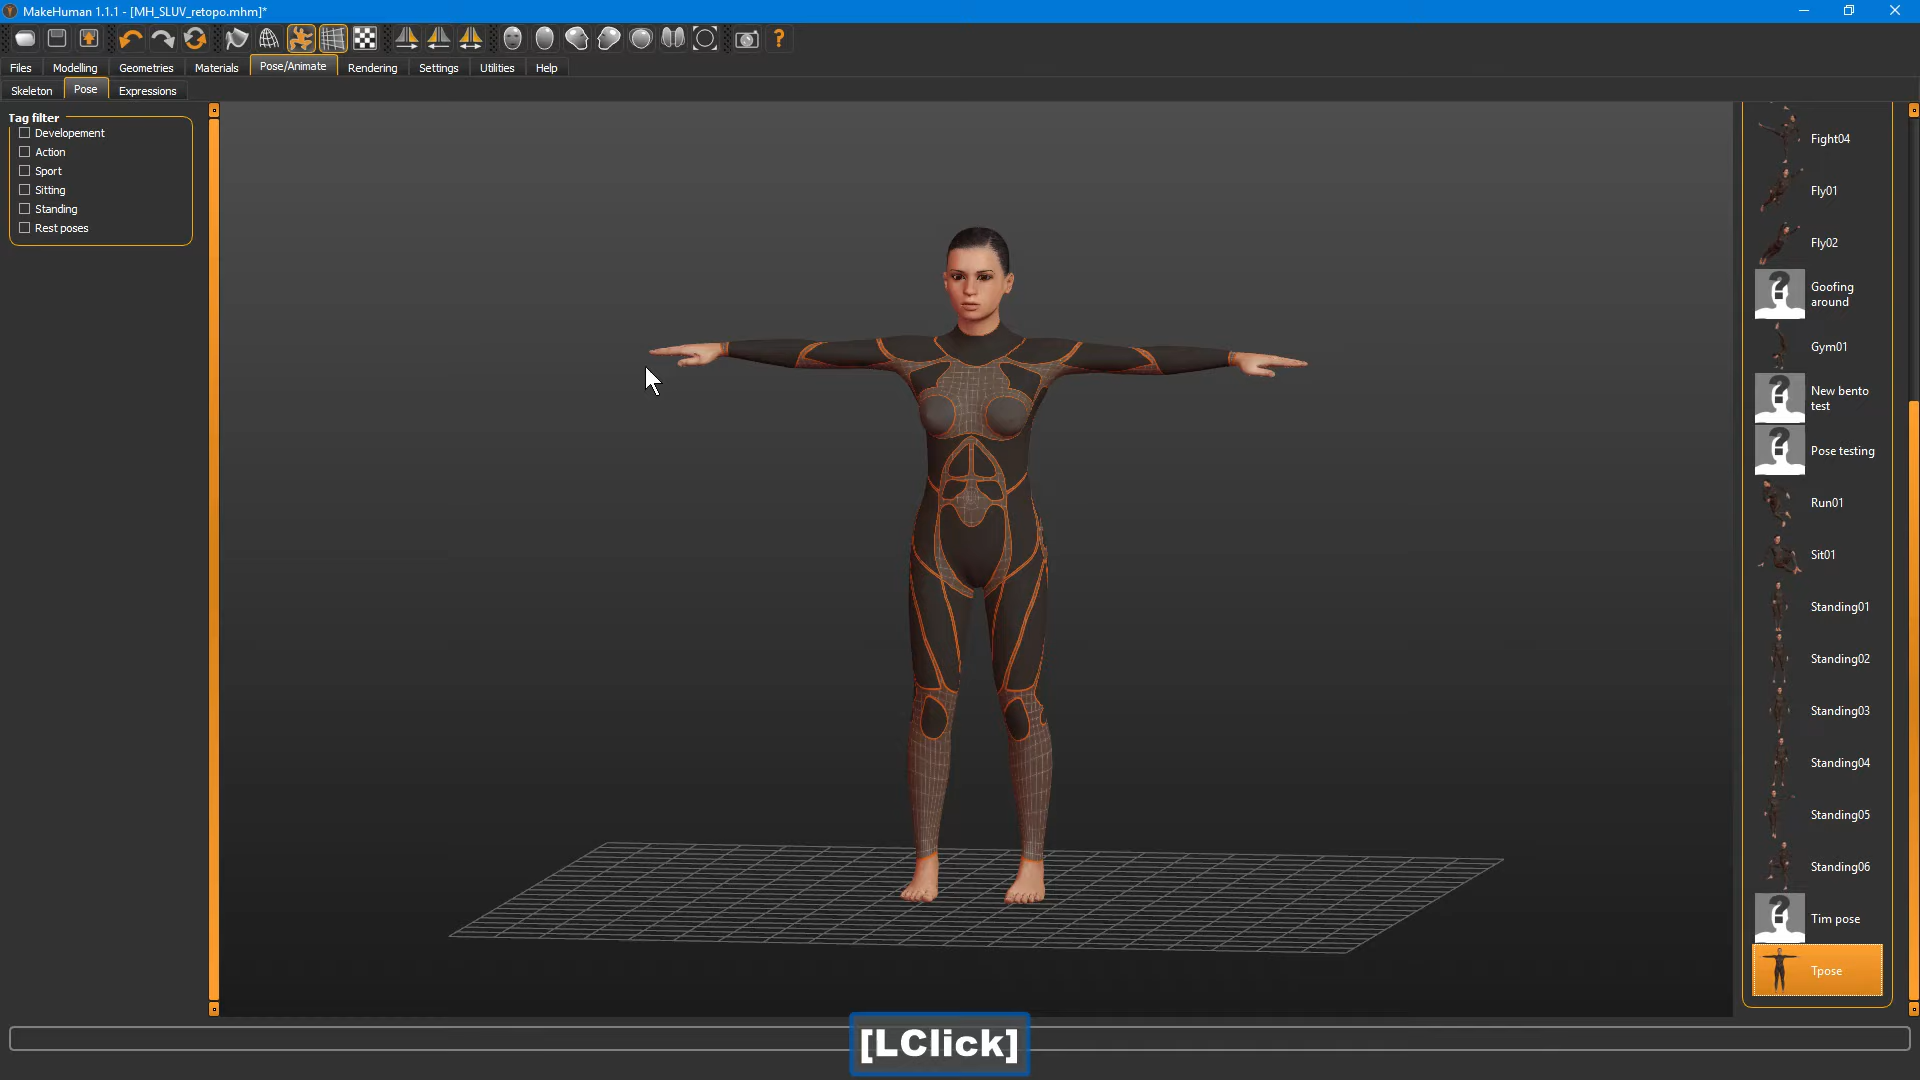 MakeHuman 1.1.1 - [MH_SLUV_retopo.mhm]*
Files Modelling Geometries Materials Pose/Animate Rendering Settings Utilities Help
Skeleton Pose Expressions
Tag filter
Developement
Action
Sport
Sitting
Standing
Rest poses
Fight04
Fly01
Fly02
Goofing
around
Gym01
New bento
test
Pose testing
Run01
Sit01
Standing01
Standing02
Standing03
Standing04
Standing05
Standing06
Tim pose
Tpose
[LClick]